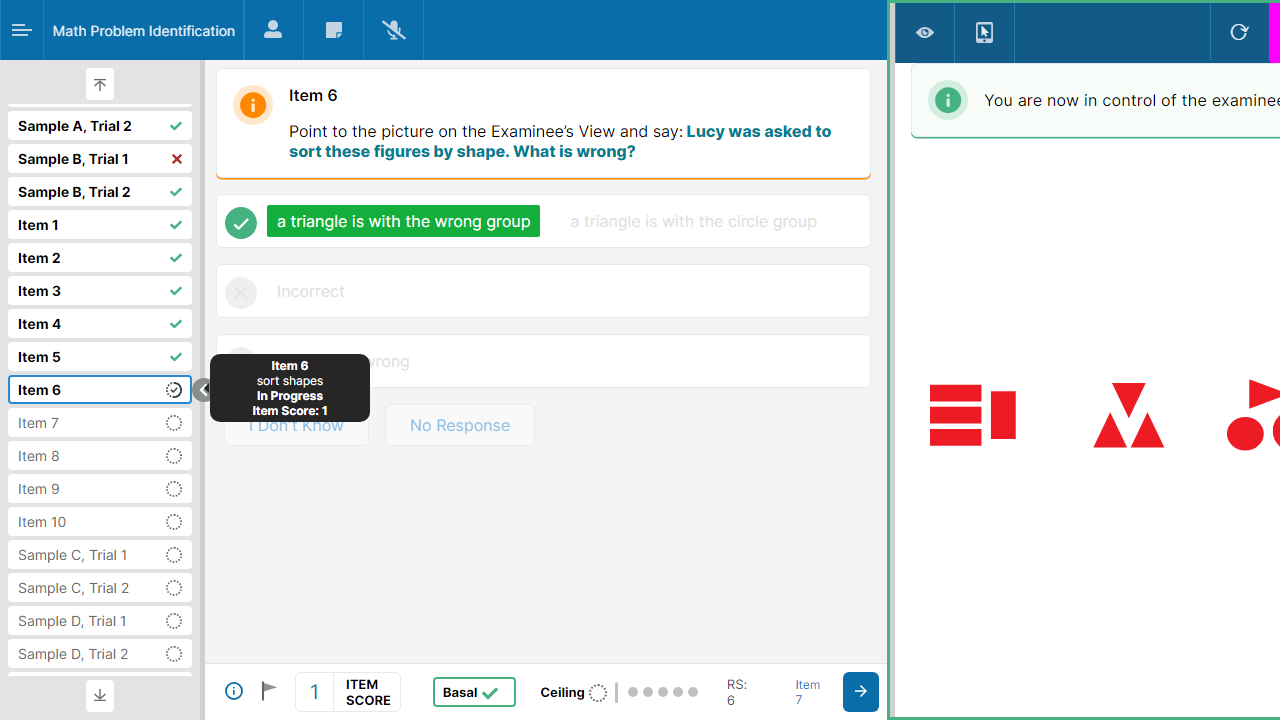 Math Problem Identification
Sample A, Trial 2
Sample B, Trial 1
Sample B, Trial 2
Item 1
Item 2
Item 3
Item 4
Item 5
Item 6
Item 7
Item 8
Item 9
Item 10
Sample C, Trial 1
Sample C, Trial 2
Sample D, Trial 1
Sample D, Trial 2
Item 6
Point to the picture on the Examinee’s View and say: Lucy was asked to
sort these figures by shape. What is wrong?
a triangle is with the wrong group
a triangle is with the circle group
Incorrect
wrong
Item 6
sort shapes
In Progress
Item Score: 1
I Don't Know
No Response
1
ITEM
SCORE
Basal
Ceiling
RS:
6
Item
7
You are now in control of the examinee